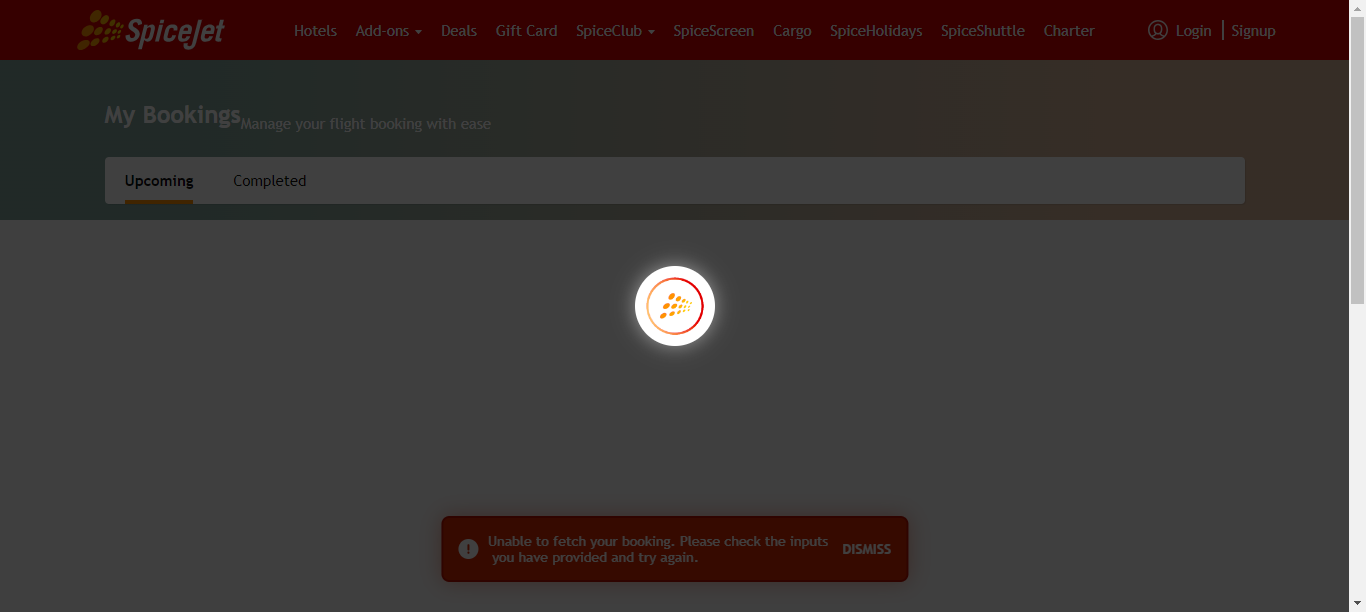 SpiceJet
Hotels
Add-ons
Deals
Gift Card
SpiceClub
SpiceScreen
Cargo
SpiceHolidays
SpiceShuttle
Charter
Login
Signup
My Bookings
Manage your flight booking with ease
Upcoming
Completed
Unable to fetch your booking. Please check the inputs
you have provided and try again.
DISMISS